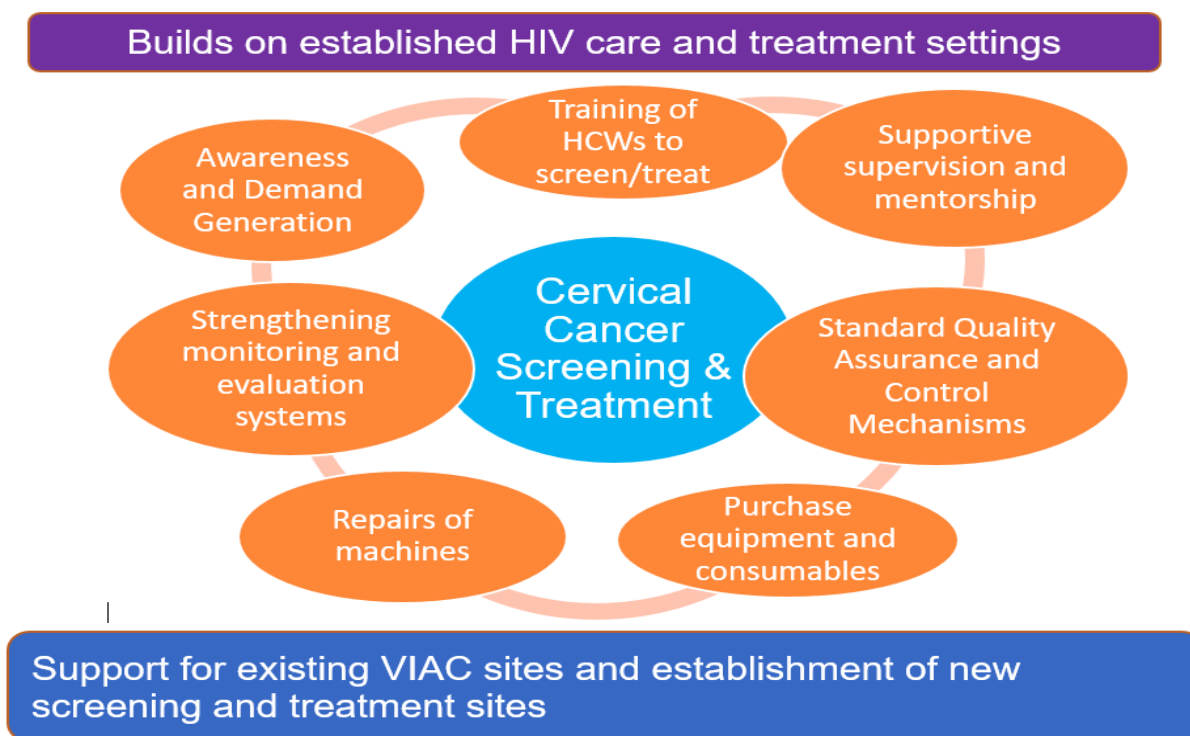 Builds on established HIV care and treatment settings
Training of
HCWs to
screen/treat
Supportive
supervision and
mentorship
Standard Quality
Assurance and
Control
Mechanisms
Purchase
equipment and
consumables
Repairs of
machines
Strengthening
monitoring and
evaluation
systems
Awareness
and Demand
Generation
Cervical
Cancer
Screening &
Treatment
Support for existing VIAC sites and establishment of new
screening and treatment sites